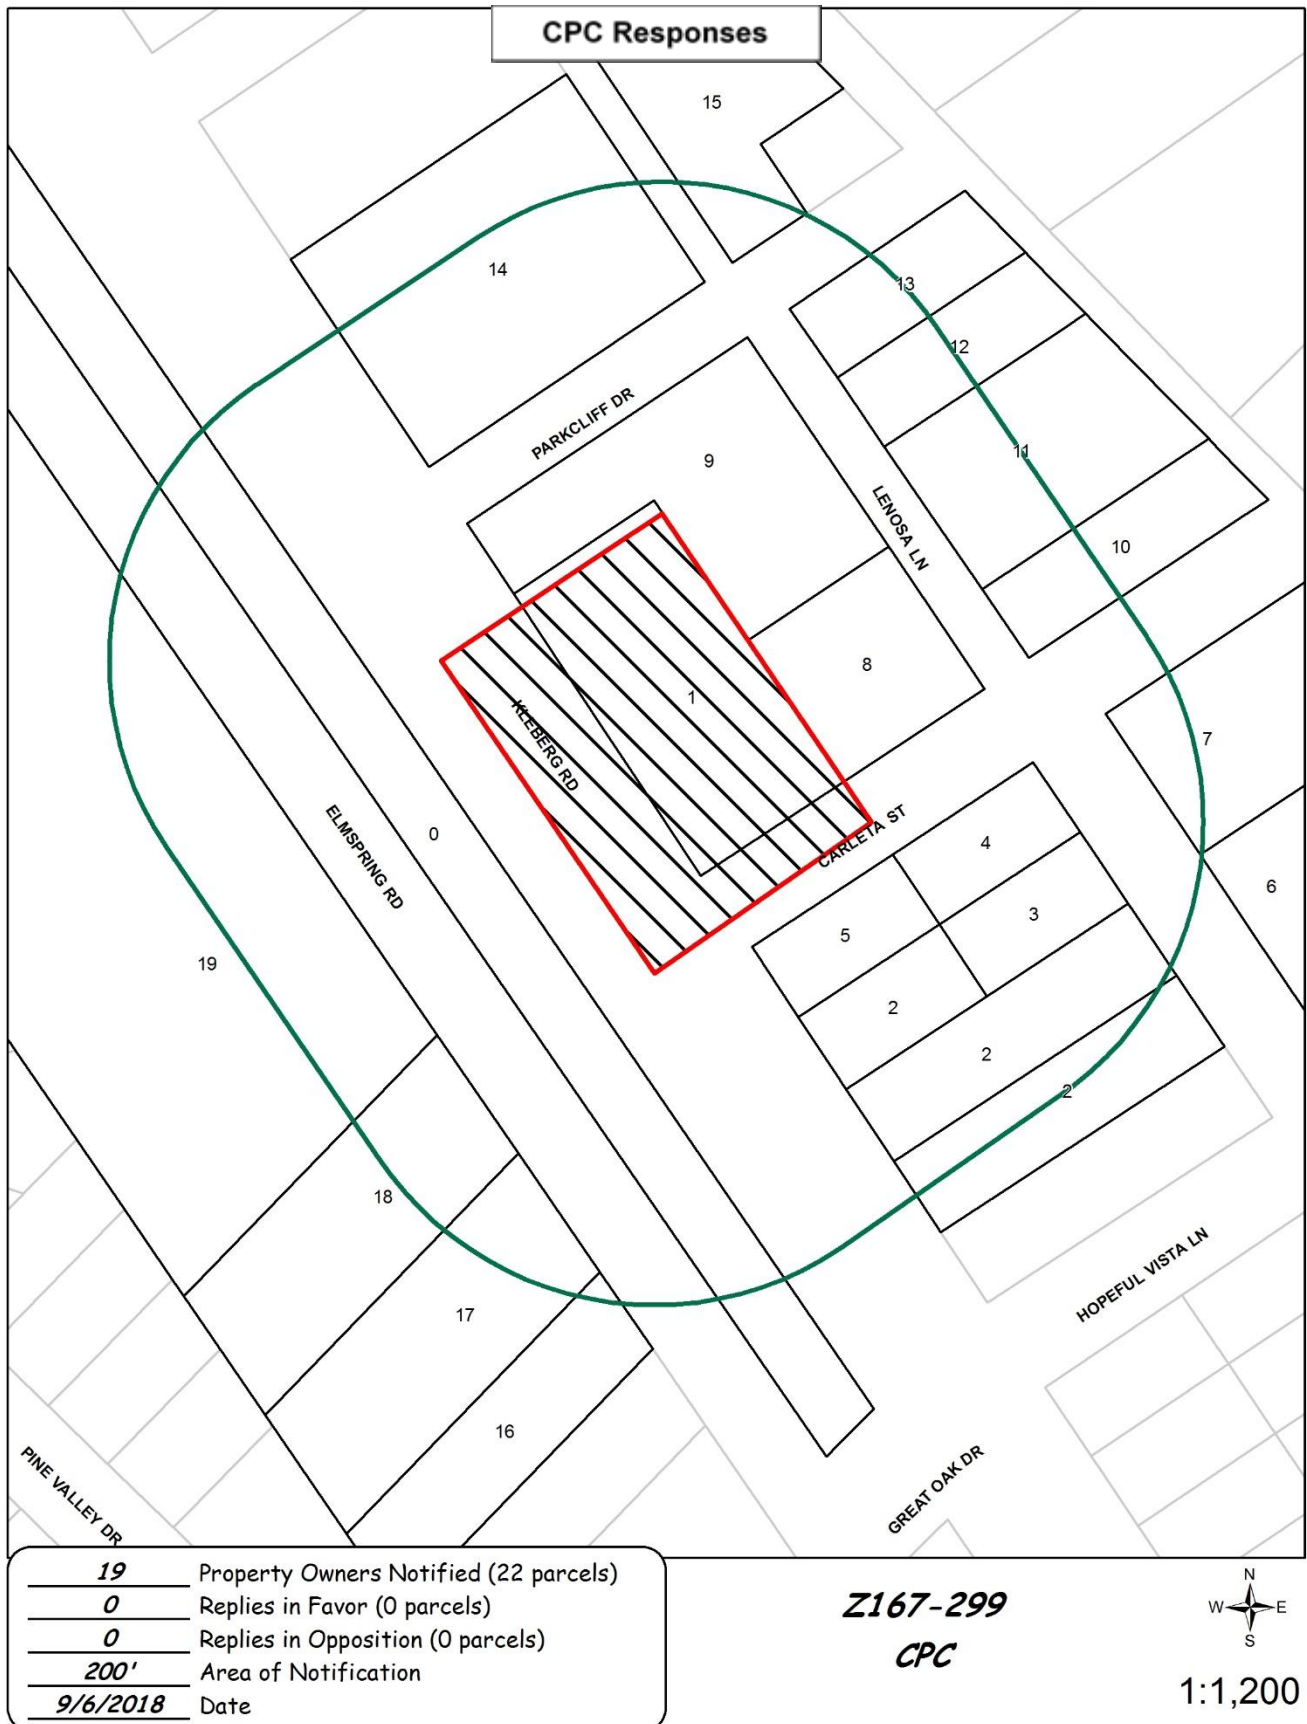 CPC Responses
15
14
13
12
PARKCLIFF DR
9
11
LENOSA LN
10
8
1
KLEBERG RD
7
ELMSPRING RD
0
CARLETA ST
4
6
3
5
19
2
2
2
18
HOPEFUL VISTA LN
17
16
PINE VALLEY DR
GREAT OAK DR
19 Property Owners Notified (22 parcels)
0 Replies in Favor (0 parcels)
0 Replies in Opposition (0 parcels)
200' Area of Notification
9/6/2018 Date
Z167-299
CPC
N
W E
S
1:1,200